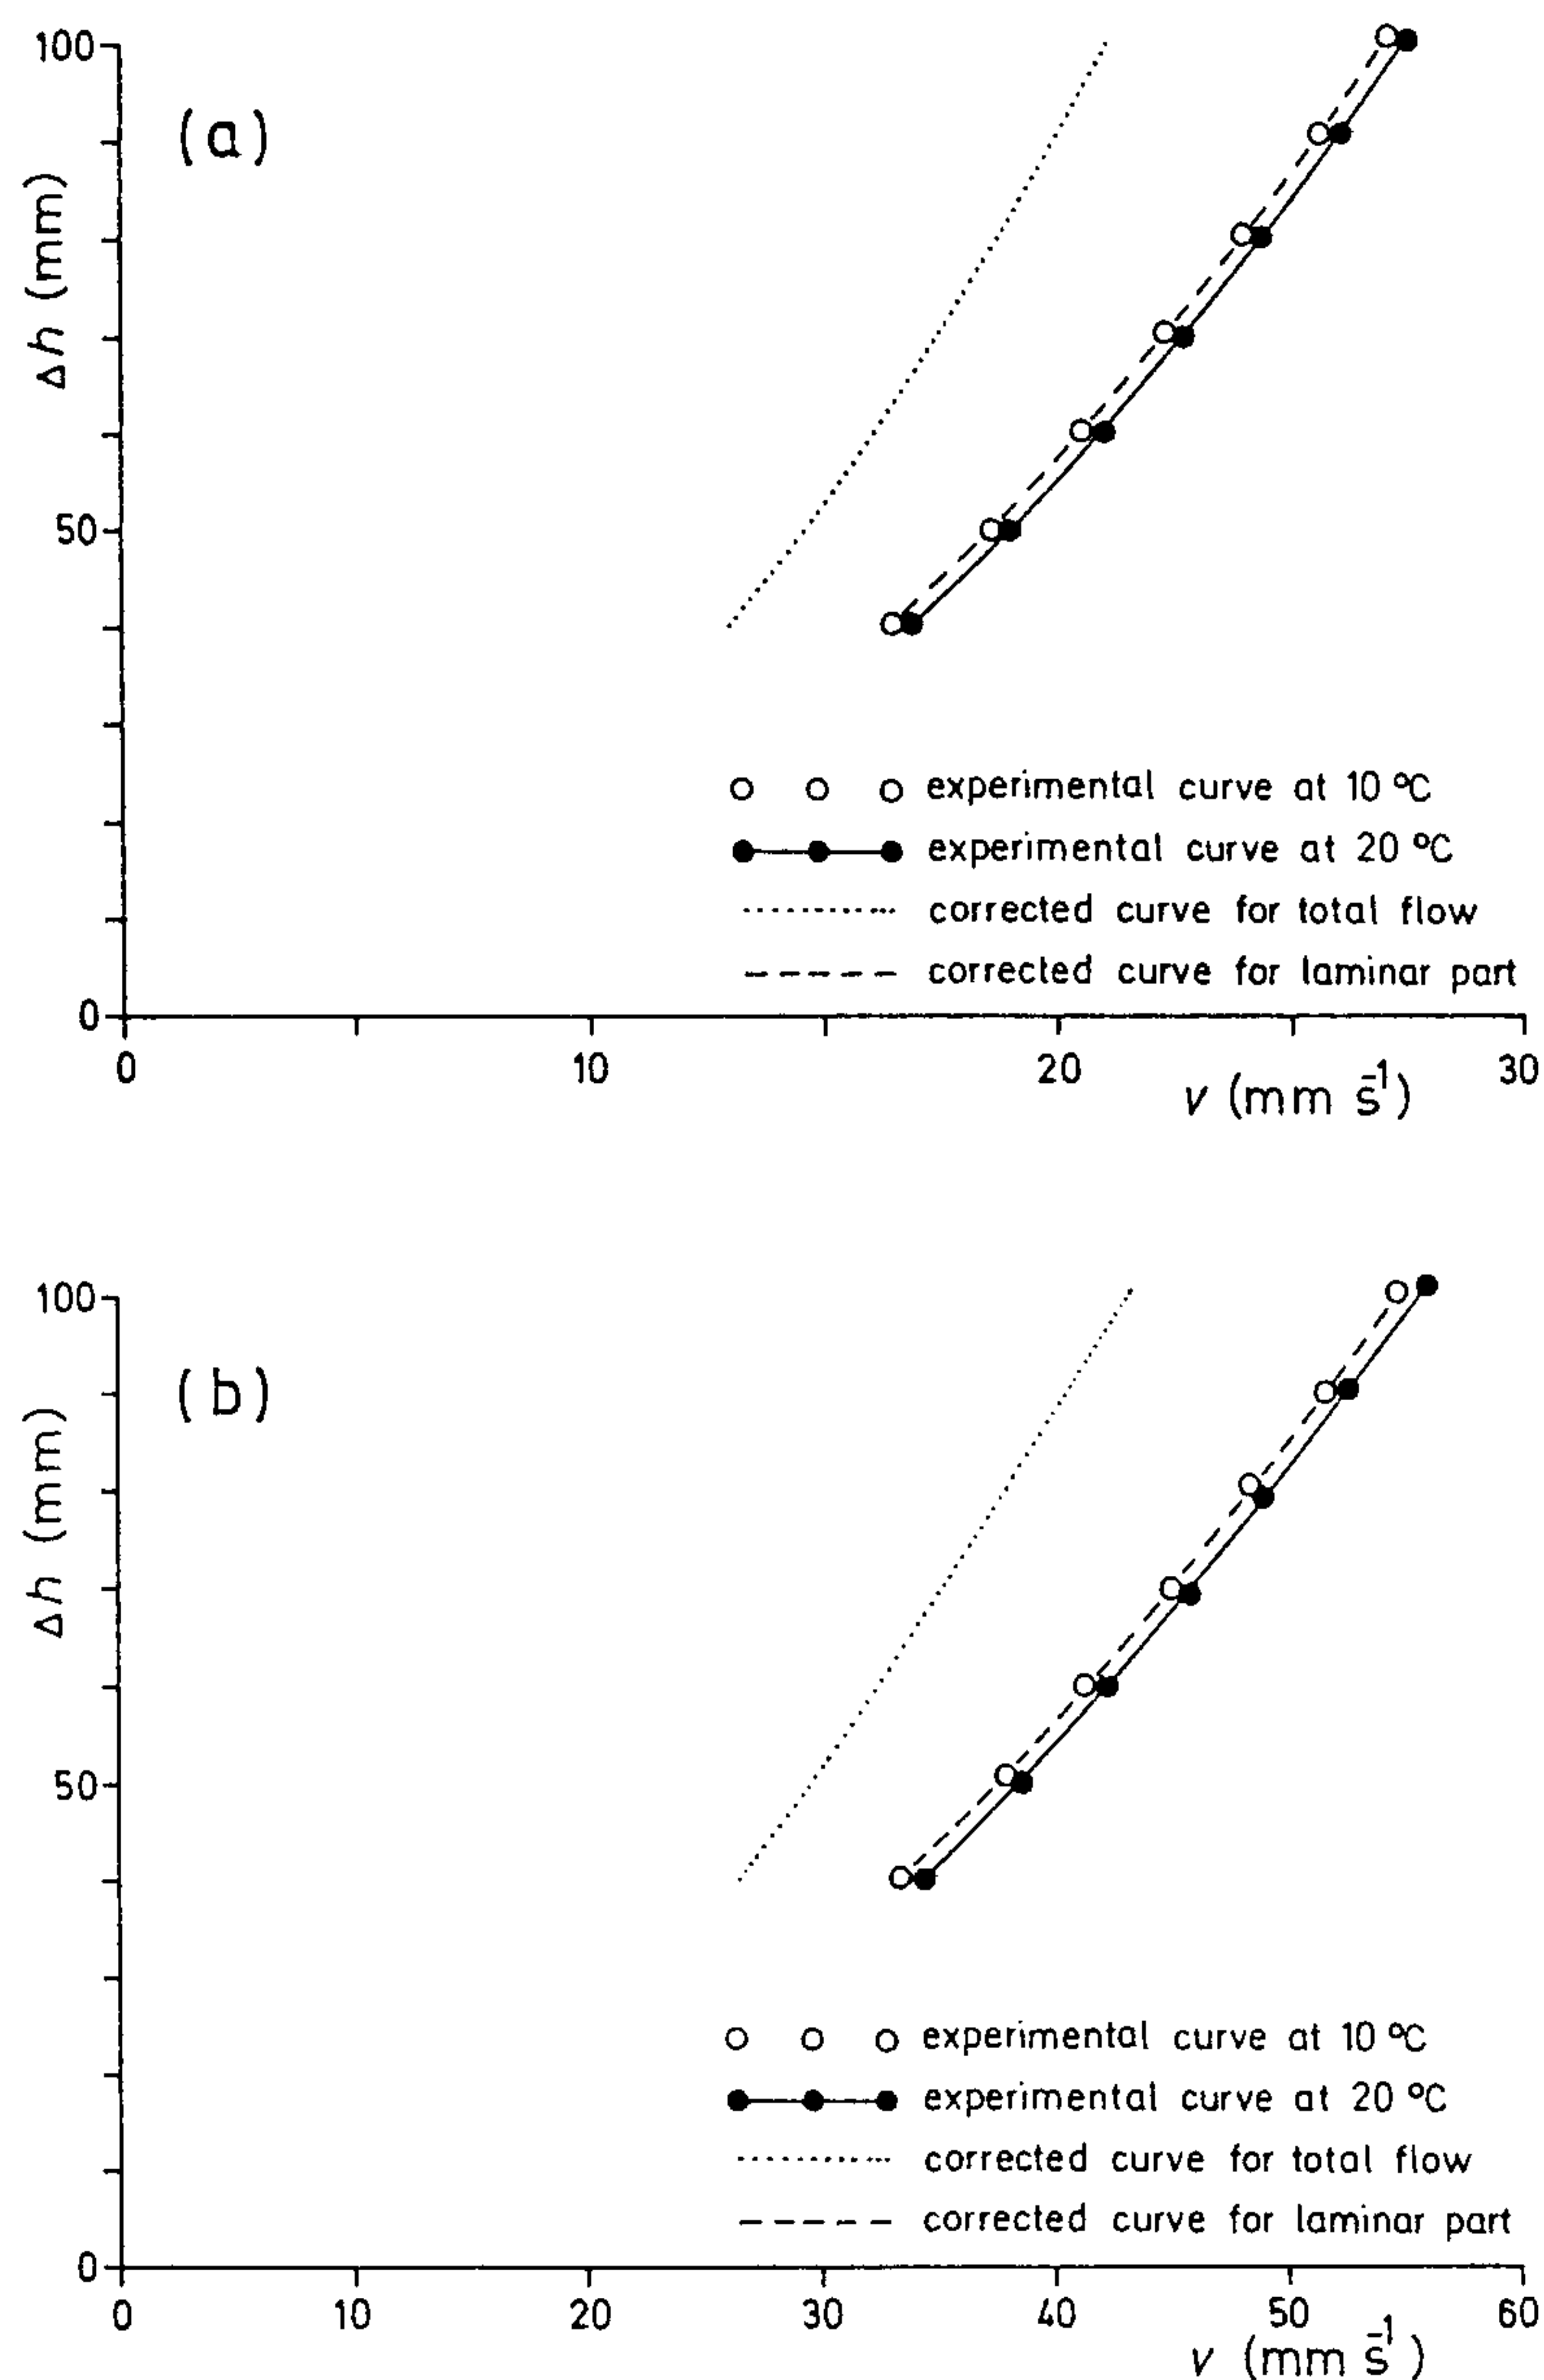 100
(a)
Δh (mm)
50
experimental curve at 10 °C
experimental curve at 20 °C
corrected curve for total flow
corrected curve for laminar part
0
0 10 20 30
v (mm s⁻¹)
100
(b)
Δh (mm)
50
experimental curve at 10 °C
experimental curve at 20 °C
corrected curve for total flow
corrected curve for laminar part
0
0 10 20 30 40 50 60
v (mm s⁻¹)